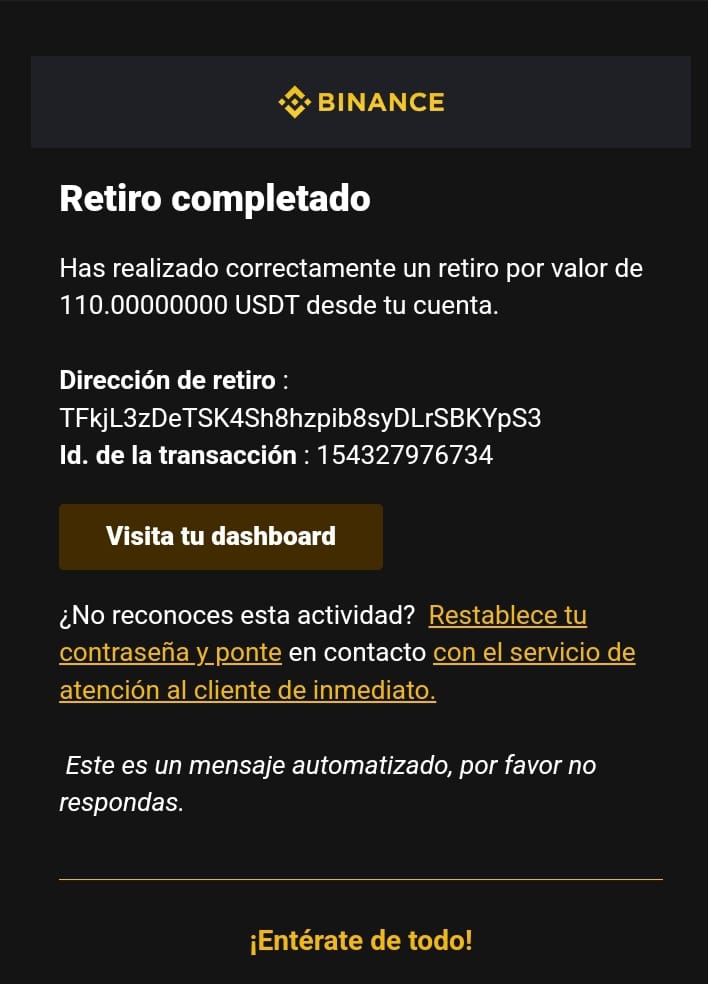 BINANCE
Retiro completado
Has realizado correctamente un retiro por valor de
110.00000000 USDT desde tu cuenta.
Dirección de retiro :
TFkjL3zDeTSK4Sh8hzpib8syDLrSBKYpS3
Id. de la transacción : 154327976734
Visita tu dashboard
¿No reconoces esta actividad? Restablece tu
contraseña y ponte en contacto con el servicio de
atención al cliente de inmediato.
Este es un mensaje automatizado, por favor no
respondas.
¡Entérate de todo!